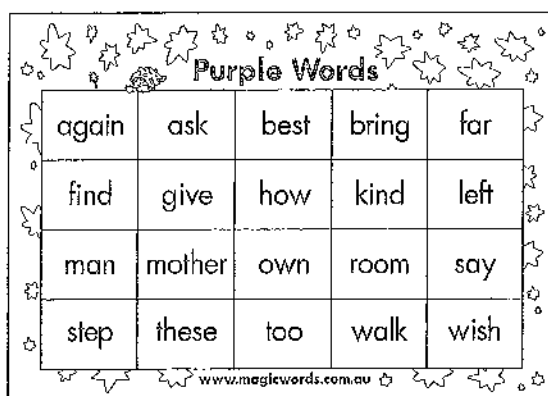 Purple Words
again ask best bring far
find give how kind left
man mother own room say
step these too walk wish
www.magicwords.com.au